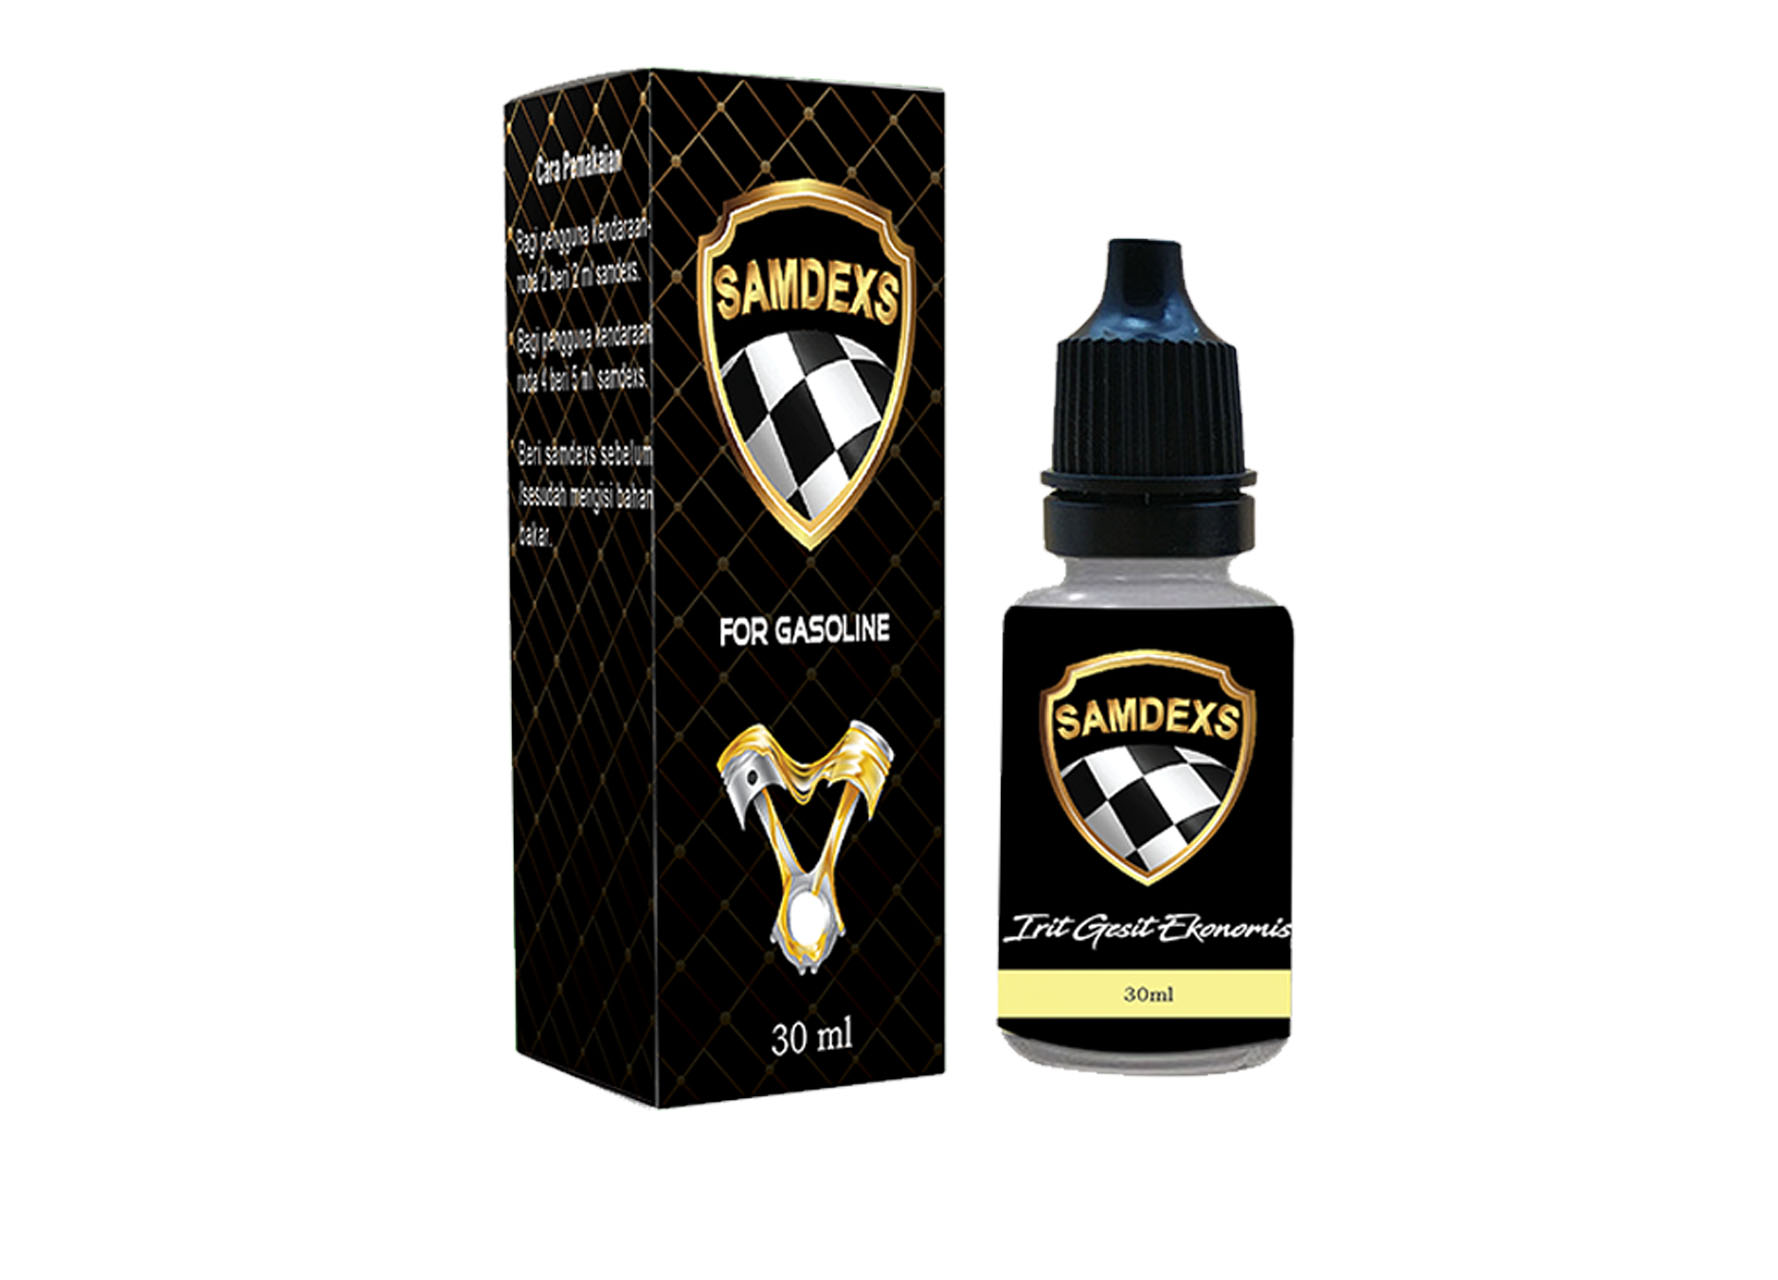 Cara Pemakaian
Bagi pengguna Kendaraan
roda 2 beri 2 ml samdexs.
Bagi pengguna kendaraan
roda 4 beri 5 ml samdexs.
Beri samdexs sebelum
/sesudah mengisi bahan
bakar.
SAMDEXS
FOR GASOLINE
30 ml
SAMDEXS
Irit Gesit Ekonomis
30ml